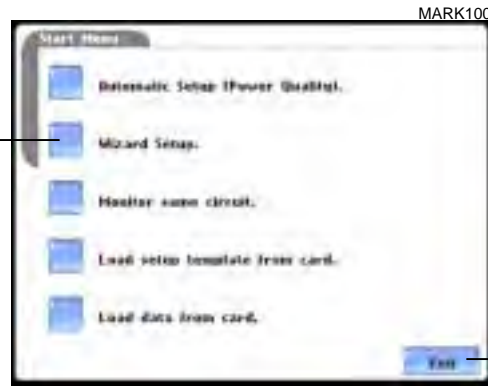 MARK100
Start Menu
Automatic Setup (Power Quality).
Wizard Setup.
Monitor same circuit.
Load setup template from card.
Load data from card.
Exit